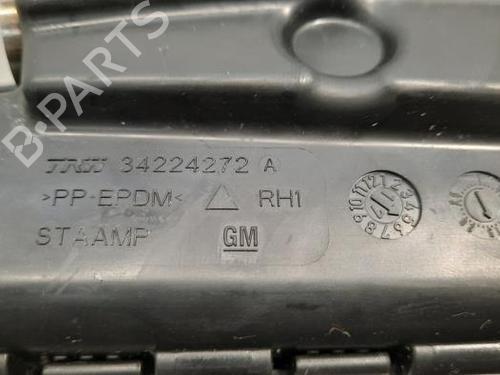 B-PARTS
TRW 34224272 A
>PP-EPDM< RH1
STAAMP GM